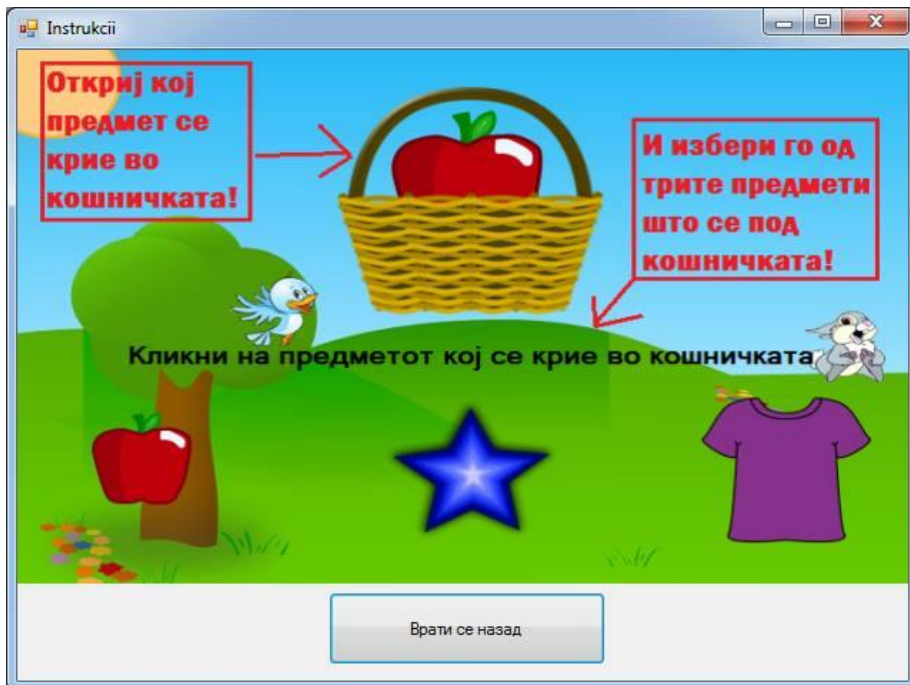 Instrukcii
Откриј кој
предмет се
крие во
кошничката!
И избери го од
трите предмети
што се под
кошничката!
Кликни на предметот кој се крие во кошничката
Врати се назад